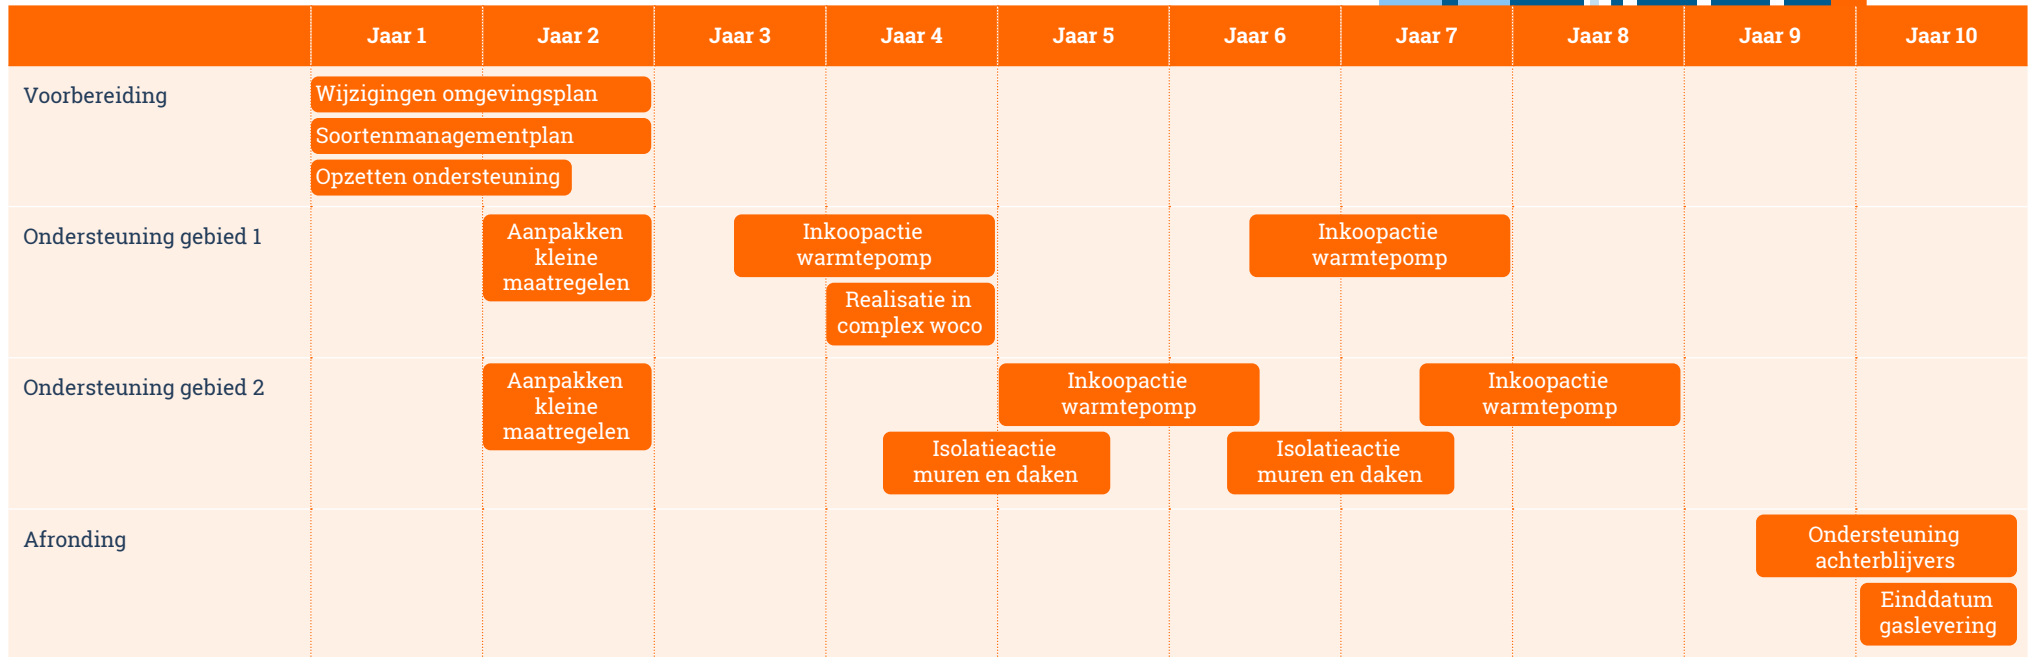 Jaar 1
Jaar 2
Jaar 3
Jaar 4
Jaar 5
Jaar 6
Jaar 7
Jaar 8
Jaar 9
Jaar 10
Voorbereiding
Wijzigingen omgevingsplan
Soortenmanagementplan
Opzetten ondersteuning
Ondersteuning gebied 1
Aanpakken
kleine
maatregelen
Inkoopactie
warmtepomp
Realisatie in
complex woco
Inkoopactie
warmtepomp
Ondersteuning gebied 2
Aanpakken
kleine
maatregelen
Inkoopactie
warmtepomp
Isolatieactie
muren en daken
Inkoopactie
warmtepomp
Isolatieactie
muren en daken
Afronding
Ondersteuning
achterblijvers
Einddatum
gaslevering